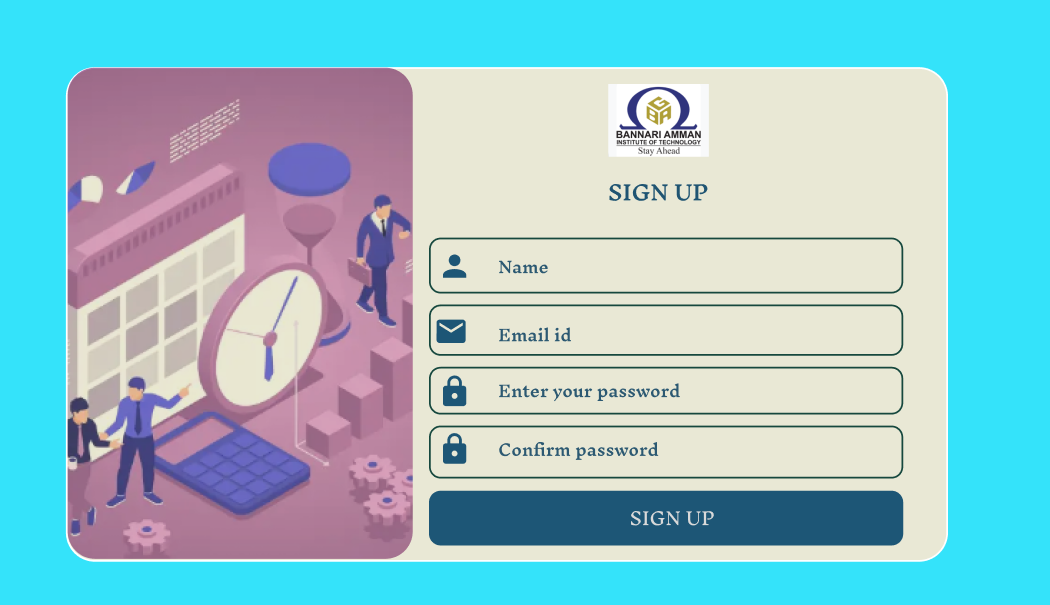 BANNARI AMMAN
INSTITUTE OF TECHNOLOGY
Stay Ahead
SIGN UP
Name
Email id
Enter your password
Confirm password
SIGN UP